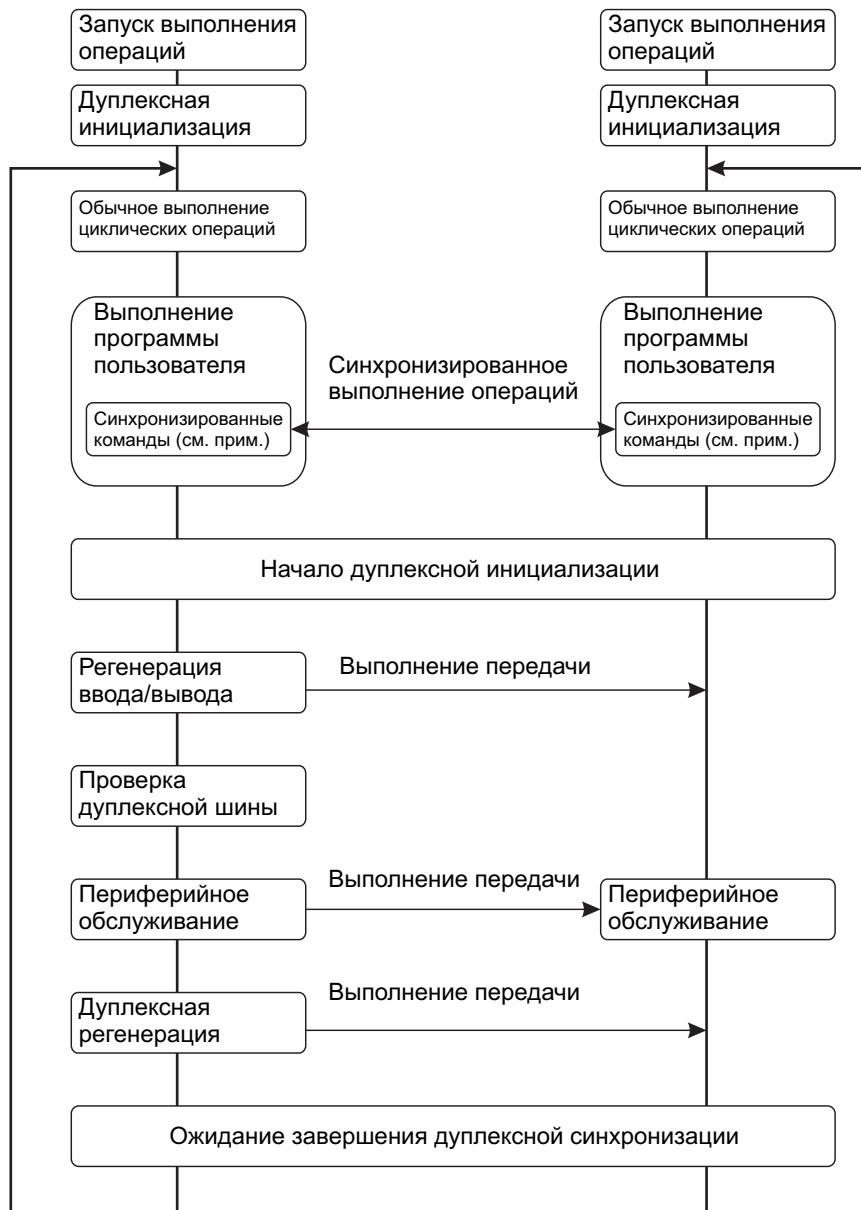 Запуск выполнения
операций
Запуск выполнения
операций
Дуплексная
инициализация
Дуплексная
инициализация
Обычное выполнение
циклических операций
Обычное выполнение
циклических операций
Выполнение
программы
пользователя
Синхронизированное
выполнение операций
Выполнение
программы
пользователя
Синхронизированные
команды (см. прим.)
Синхронизированные
команды (см. прим.)
Начало дуплексной инициализации
Регенерация
ввода/вывода
Выполнение передачи
Проверка
дуплексной шины
Периферийное
обслуживание
Выполнение передачи
Периферийное
обслуживание
Дуплексная
регенерация
Выполнение передачи
Ожидание завершения дуплексной синхронизации